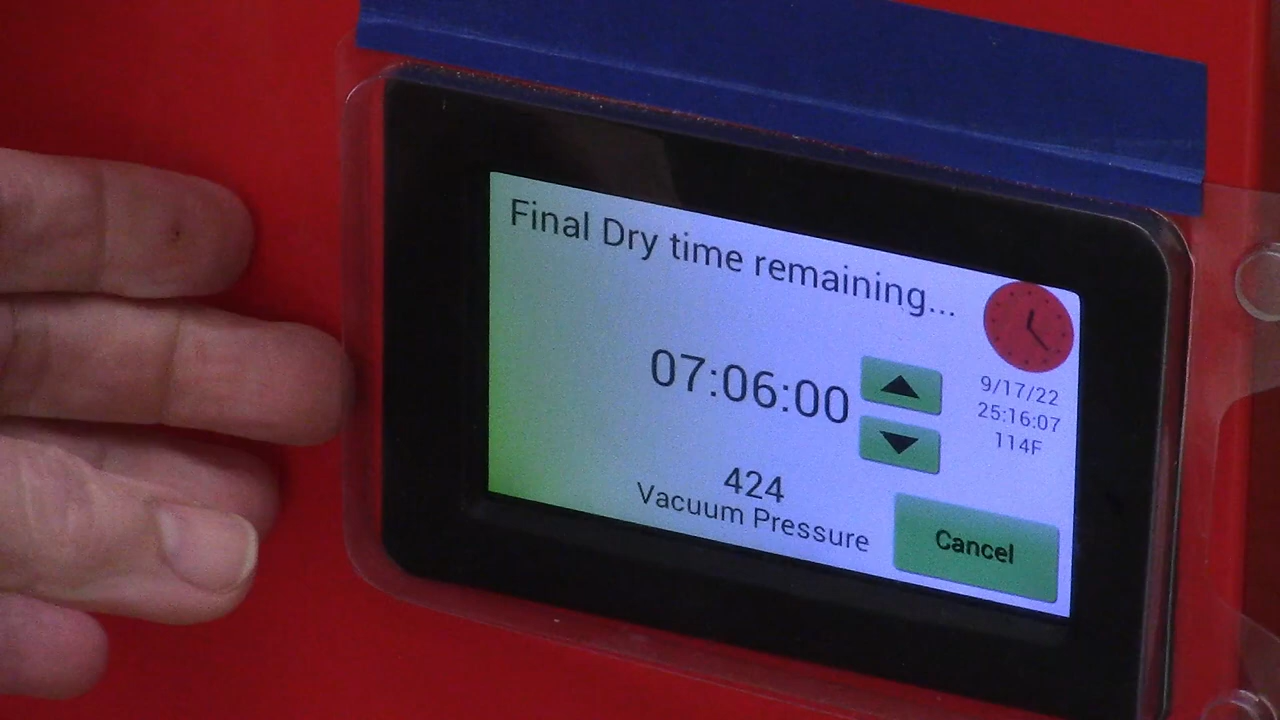 Final Dry time remaining...
07:06:00
9/17/22
25:16:07
114F
424
Vacuum Pressure
Cancel